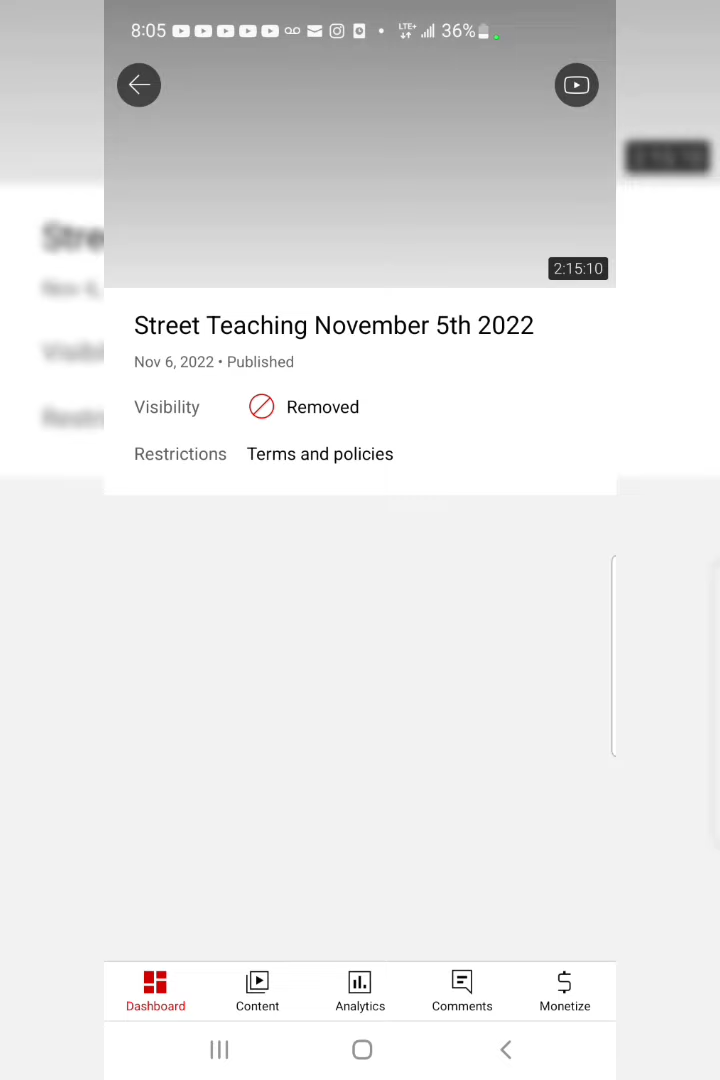 8:05 LTE+ 36%
2:15:10
Street Teaching November 5th 2022
Nov 6, 2022 • Published
Visibility Removed
Restrictions Terms and policies
Dashboard Content Analytics Comments Monetize